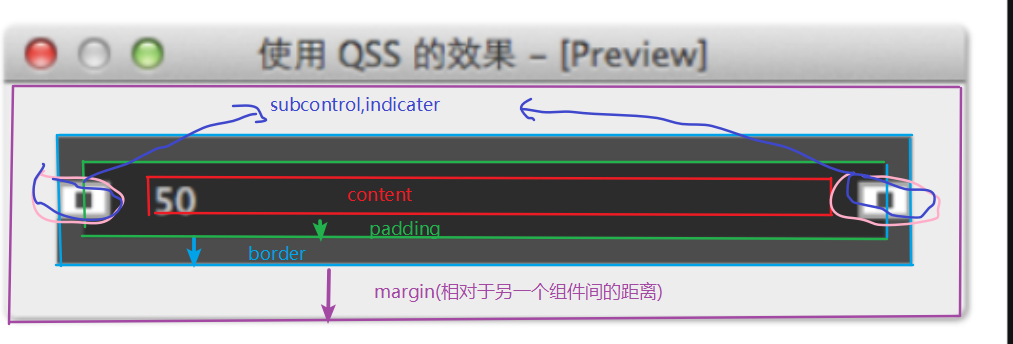 使用 QSS 的效果 – [Preview]
subcontrol,indicater
50
content
padding
border
margin(相对于另一个组件间的距离)